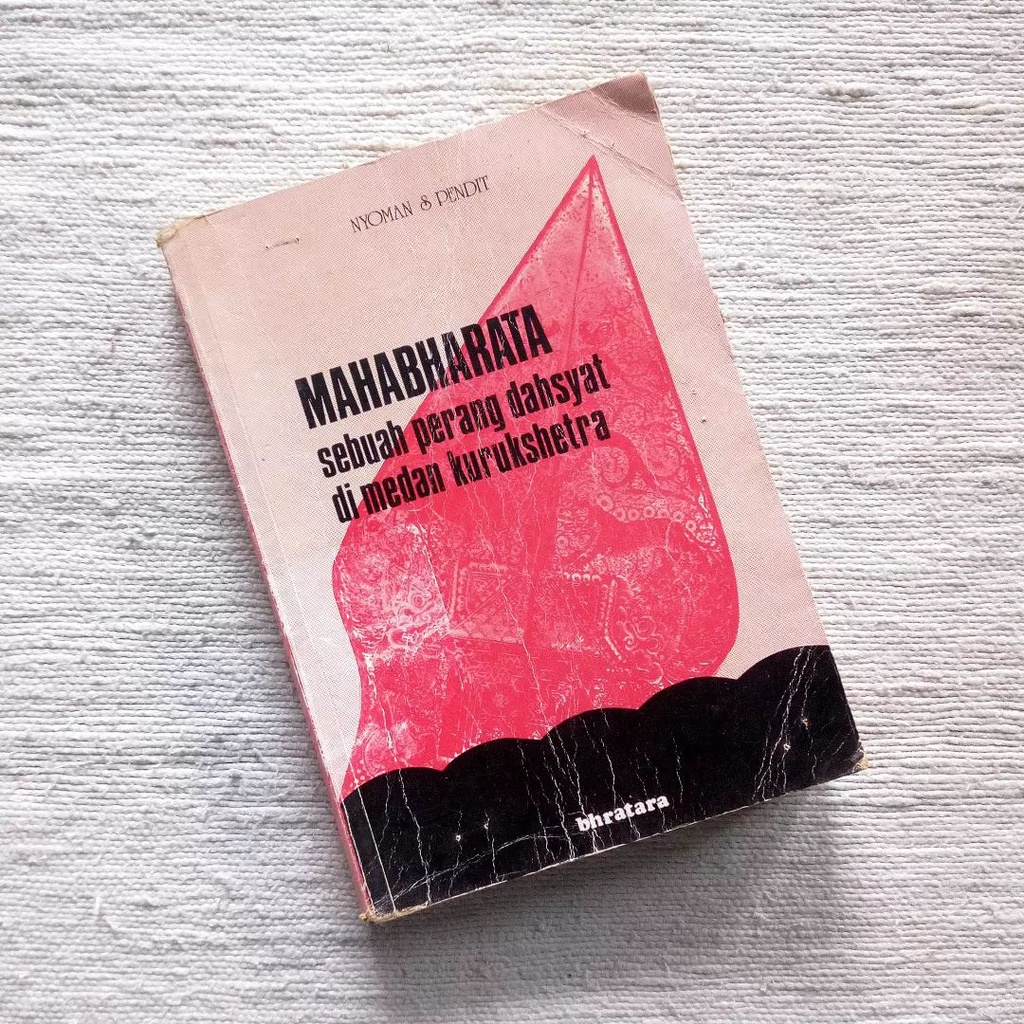 NYOMAN S PENDIT
MAHABHARATA
sebuah perang dahsyat
di medan kurukshetra
bhratara